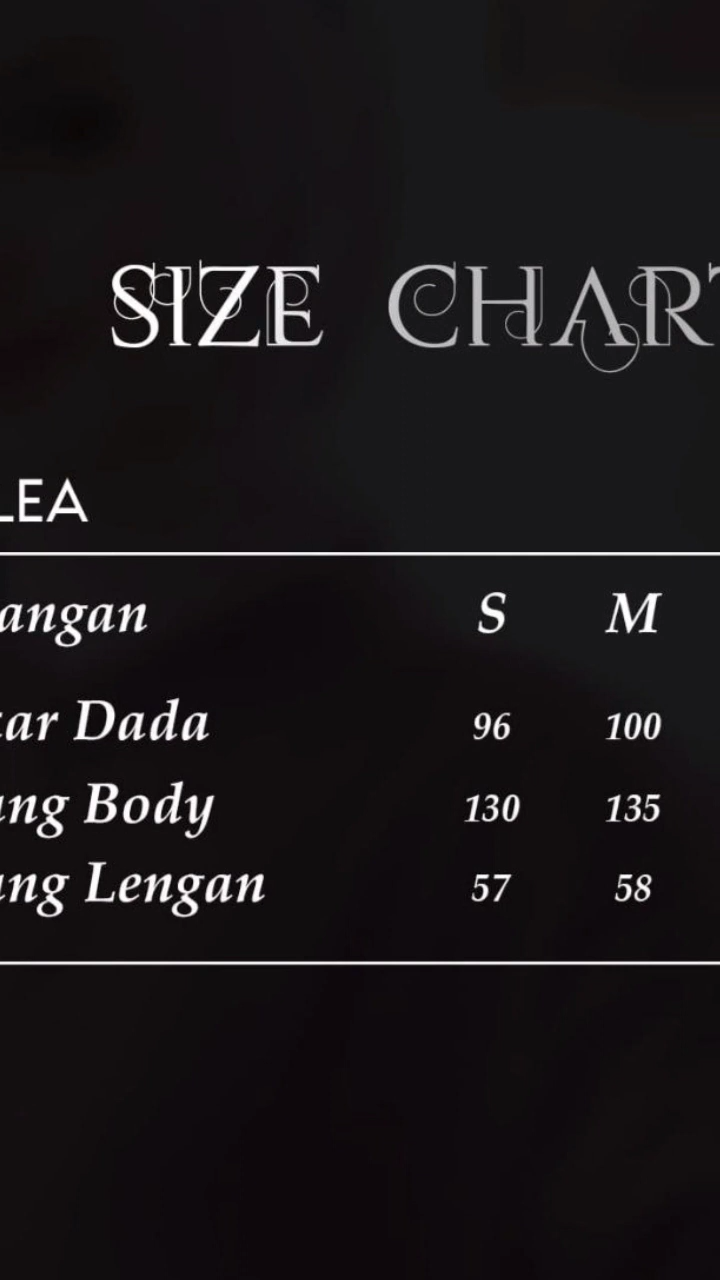 SIZE CHART
LEA
angan S M
tar Dada 96 100
ang Body 130 135
ang Lengan 57 58